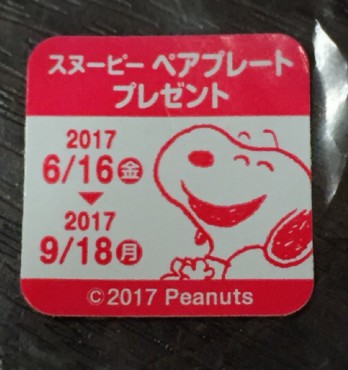 スヌーピー ペアプレート
プレゼント
2017
6/16㊎
▼
2017
9/18㊊
©2017 Peanuts